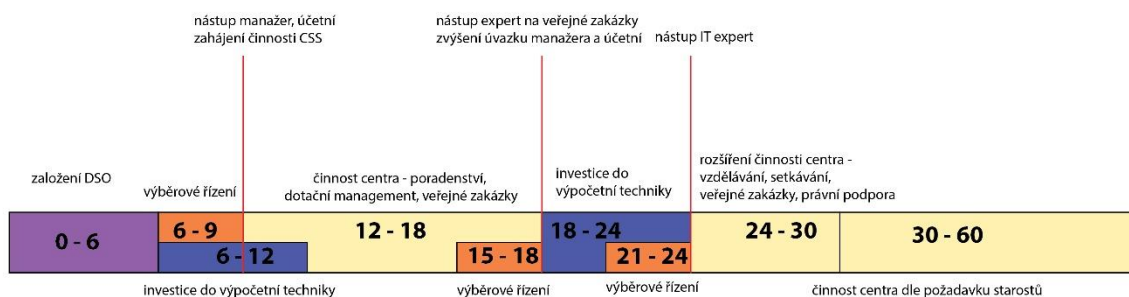 nástup manažer, účetní
zahájení činnosti CSS
nástup expert na veřejné zakázky
zvýšení úvazku manažera a účetní
nástup IT expert
založení DSO
výběrové řízení
činnost centra - poradenství,
dotační management, veřejné zakázky
investice do
výpočetní techniky
rozšíření činnosti centra -
vzdělávání, setkávání,
veřejné zakázky, právní podpora
0 - 6
6 - 9
6 - 12
12 - 18
15 - 18
18 - 24
21 - 24
24 - 30
30 - 60
investice do výpočetní techniky
výběrové řízení
výběrové řízení
činnost centra dle požadavku starostů